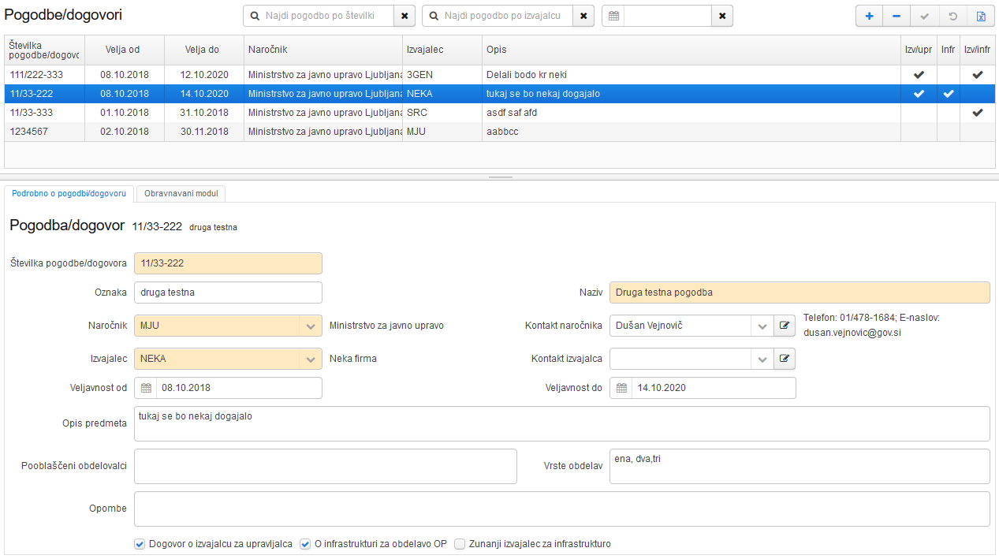 Pogodbe/dogovori
Najdi pogodbo po številki
Najdi pogodbo po izvajalcu
Številka pogodbe/dogovo Velja od Velja do Naročnik Izvajalec Opis Izv/upr Infr Izv/infr
111/222-333 08.10.2018 12.10.2020 Ministrstvo za javno upravo Ljubljana 3GEN Delali bodo kr neki
11/33-222 08.10.2018 14.10.2020 Ministrstvo za javno upravo Ljubljana NEKA tukaj se bo nekaj dogajalo
11/33-333 01.10.2018 31.10.2018 Ministrstvo za javno upravo Ljubljana SRC asdf saf afd
1234567 02.10.2018 30.11.2018 Ministrstvo za javno upravo Ljubljana MJU aabbcc
Podrobno o pogodbi/dogovoru Obravnavani modul
Pogodba/dogovor 11/33-222 druga testna
Številka pogodbe/dogovora 11/33-222
Oznaka druga testna Naziv Druga testna pogodba
Naročnik MJU Ministrstvo za javno upravo Kontakt naročnika Dušan Vejnovič Telefon: 01/478-1684; E-naslov:
dusan.vejnovic@gov.si
Izvajalec NEKA Neka firma Kontakt izvajalca
Veljavnost od 08.10.2018 Veljavnost do 14.10.2020
Opis predmeta tukaj se bo nekaj dogajalo
Pooblaščeni obdelovalci Vrste obdelav ena, dva,tri
Opombe
Dogovor o izvajalcu za upravljalca O infrastrukturi za obdelavo OP Zunanji izvajalec za infrastrukturo